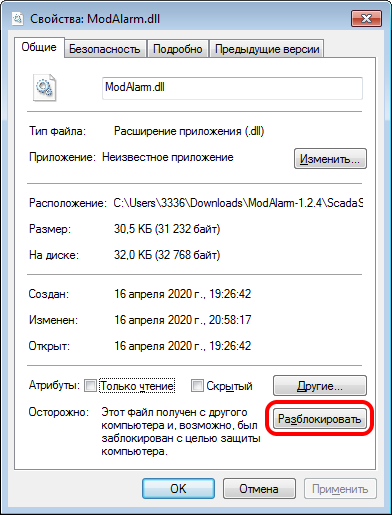 Свойства: ModAlarm.dll
Общие Безопасность Подробно Предыдущие версии
ModAlarm.dll
Тип файла: Расширение приложения (.dll)
Приложение: Неизвестное приложение Изменить...
Расположение: C:\Users\3336\Downloads\ModAlarm-1.2.4\ScadaS
Размер: 30,5 КБ (31 232 байт)
На диске: 32,0 КБ (32 768 байт)
Создан: 16 апреля 2020 г., 19:26:42
Изменен: 16 апреля 2020 г., 20:58:17
Открыт: 16 апреля 2020 г., 19:26:42
Атрибуты: Только чтение Скрытый Другие...
Осторожно: Этот файл получен с другого
компьютера и, возможно, был
заблокирован с целью защиты
компьютера.
Разблокировать
OK Отмена Применить